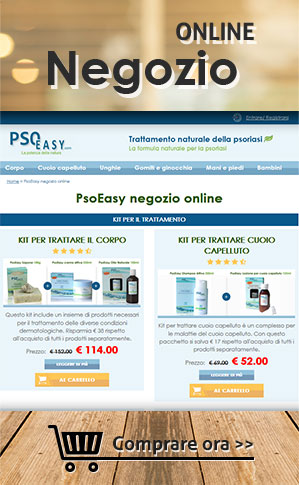 ONLINE
Negozio
Entrare/ Registrare
PSOEASY.com
La potenza della natura
Trattamento naturale della psoriasi
La formula naturale per la psoriasi
Corpo Cuoio capelluto Unghie Gomiti e ginocchia Mani e piedi Bambini
Home > PsoEasy negozio online
PsoEasy negozio online
KIT PER IL TRATTAMENTO
KIT PER TRATTARE IL CORPO
Questo kit include un insieme di prodotti necessari
per il trattamento delle diverse condizioni
dermatologiche. Risparmia € 38 rispetto
all'acquisto di tutti i prodotti separatamente.
Prezzo: € 152.00 € 114.00
LEGGERE DI PIÙ
AL CARRELLO
KIT PER TRATTARE CUOIO
CAPELLUTO
Kit per trattare cuoio capelluto è un complesso per
le malattie del cuoio capelluto. Con questo
pacchetto si salva € 17 rispetto all'acquisto di tutti i
prodotti separatamente.
Prezzo: € 69.00 € 52.00
LEGGERE DI PIÙ
AL CARRELLO
Comprare ora >>